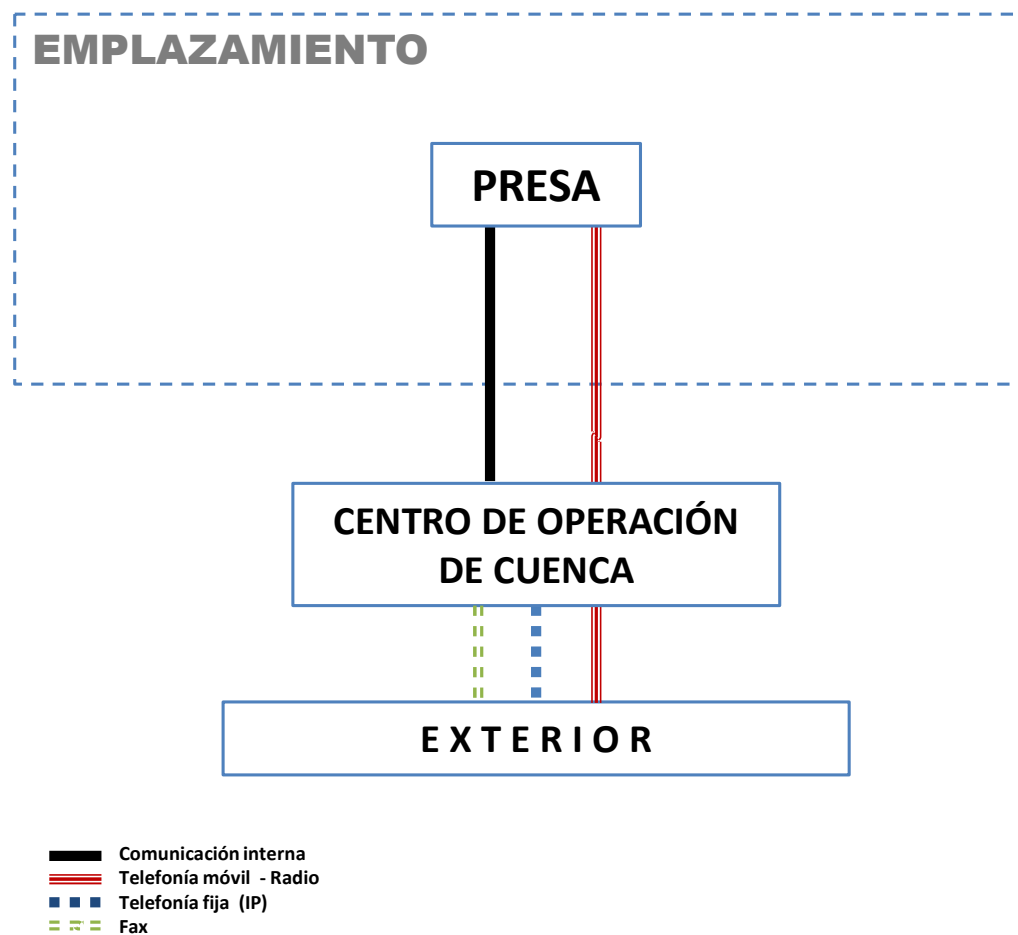 EMPLAZAMIENTO
PRESA
CENTRO DE OPERACIÓN
DE CUENCA
E X T E R I O R
Comunicación interna
Telefonía móvil - Radio
Telefonía fija (IP)
Fax